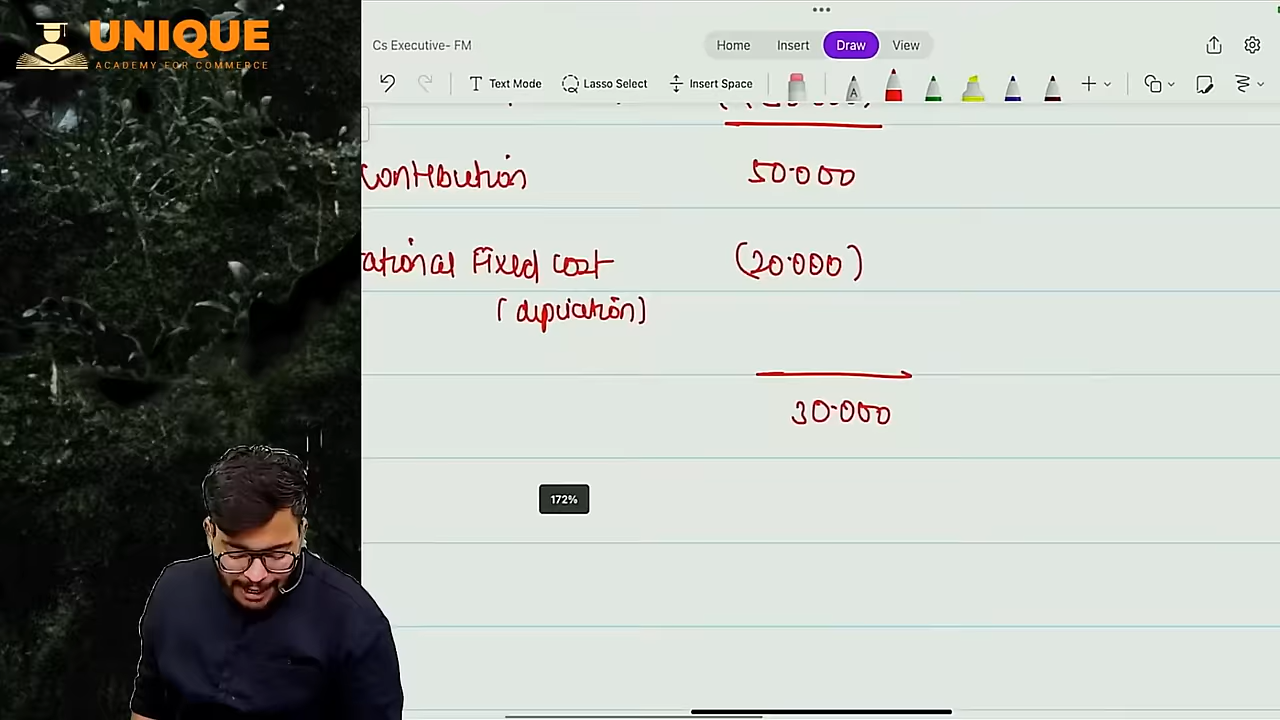 UNIQUE
ACADEMY FOR COMMERCE
Cs Executive- FM
Home Insert Draw View
Text Mode Lasso Select Insert Space
A
contribution 50.000
ational Fixed cost (20.000)
30.000
172%